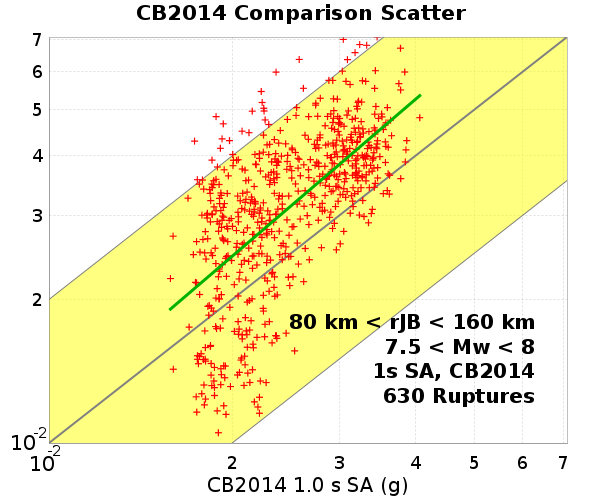 CB2014 Comparison Scatter
7
6
5
4
3
2
10-2
80 km < rJB < 160 km
7.5 < Mw < 8
1s SA, CB2014
630 Ruptures
10-2 2 3 4 5 6 7
CB2014 1.0 s SA (g)